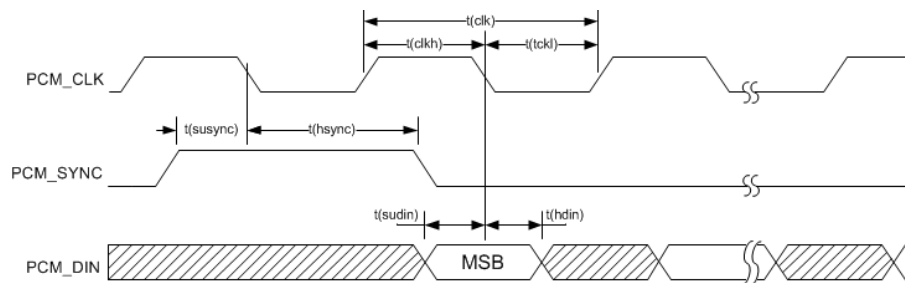 t(clk)
t(clkh) t(tckl)
PCM_CLK
t(susync) t(hsync)
PCM_SYNC
t(sudin) t(hdin)
PCM_DIN MSB